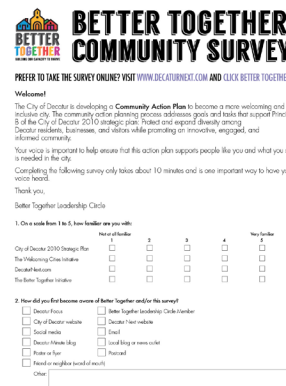 BETTER TOGETHER
COMMUNITY SURVEY
BETTER
TOGETHER
PREFER TO TAKE THE SURVEY ONLINE? VISIT WWW.DECATURNEXT.COM AND CLICK BETTER TOGETHE
Welcome!
The City of Decatur is developing a Community Action Plan to become a more welcoming and
inclusive city. The community action planning process addresses goals and tasks that support Princi
B of the City of Decatur 2010 strategic plan: Protect and expand diversity among
Decatur residents, businesses, and visitors while promoting an innovative, engaged, and
informed community.
Your voice is important to help ensure that this action plan supports people like you and what you
is needed in the city.
Completing the following survey only takes about 10 minutes and is one important way to have yo
voice heard.
Thank you,
Better Together Leadership Circle
1. On a scale from 1 to 5, how familiar are you with:
Not at all familiar Very familiar
1 2 3 4 5
City of Decatur 2010 Strategic Plan
The Welcoming Cities Initiative
DecaturNext.com
The Better Together Initiative
2. How did you first become aware of Better Together and/or this survey?
Decatur Focus Better Together Leadership Circle Member
City of Decatur website Decatur Next website
Social media Email
Decatur Minute blog Local blog or news outlet
Poster or flyer Postcard
Friend or neighbor (word of mouth)
Other: